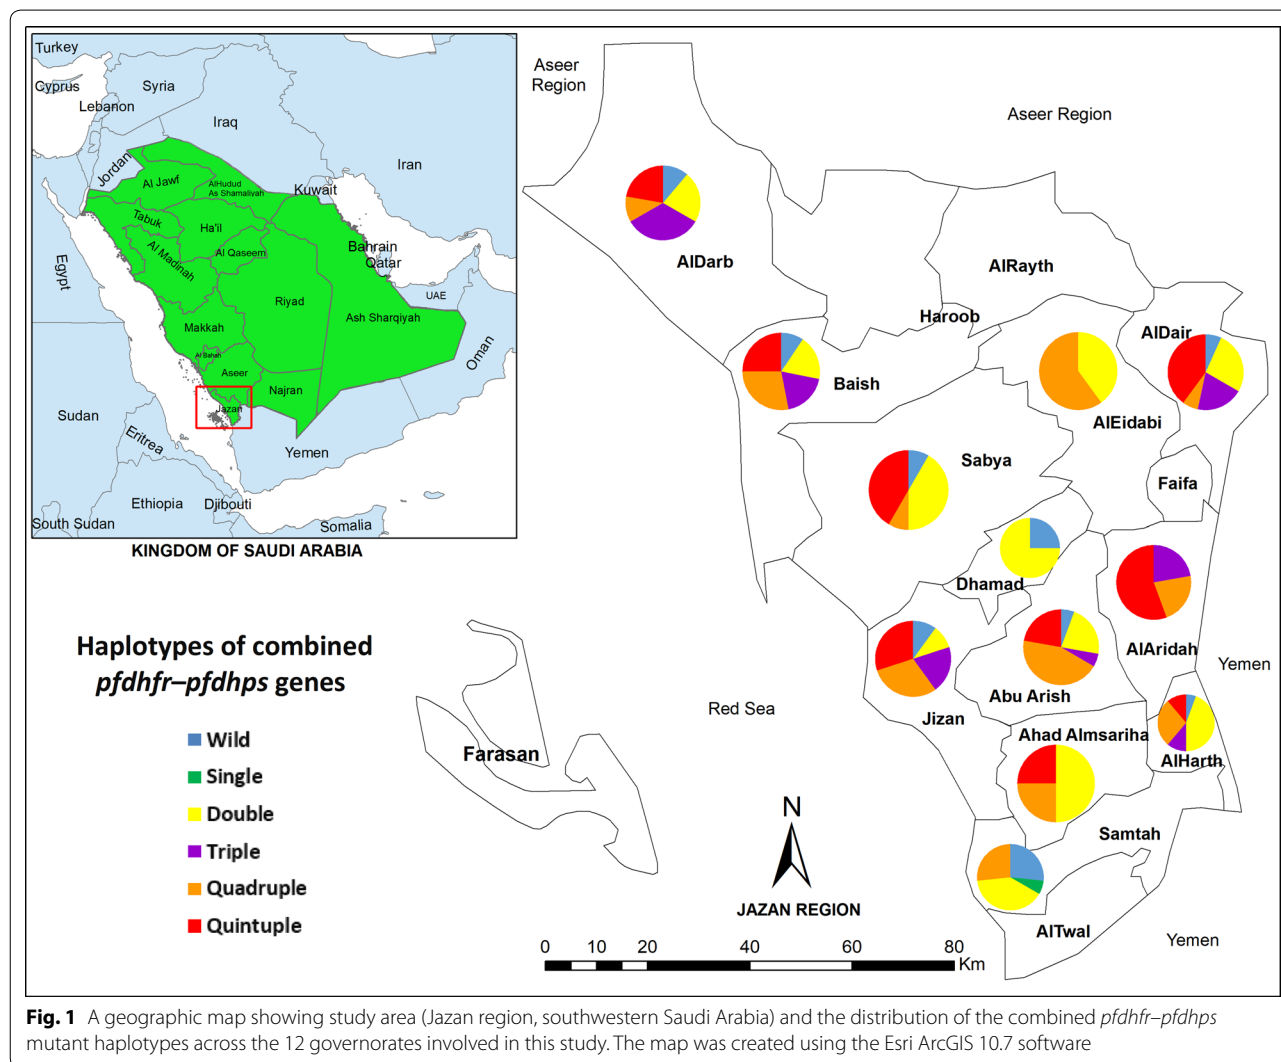 Turkey
Cyprus
Syria
Lebanon
Iraq
Iran
Jordan
Kuwait
Al Jawf
AlHudud
As Shamaliyah
Tabuk
Ha'il
Al Qaseem
Al Madinah
Bahrain
Qatar
UAE
Egypt
Riyad
Ash Sharqiyah
Makkah
Al Bahah
Aseer
Najran
Jazan
Oman
Sudan
Eritrea
Yemen
Ethiopia
Djibouti
South Sudan
Somalia
KINGDOM OF SAUDI ARABIA
Aseer
Region
Aseer Region
AlDarb
AlRayth
Haroob
AlDair
Baish
AlEidabi
Sabya
Faifa
Dhamad
AlAridah
Yemen
Abu Arish
Jizan
Red Sea
Ahad Almsariha
AlHarth
Farasan
Samtah
AlTwal
Yemen
Haplotypes of combined
pfdhfr–pfdhps genes
Wild
Single
Double
Triple
Quadruple
Quintuple
N
JAZAN REGION
0 10 20 40 60 80
Km
Fig. 1 A geographic map showing study area (Jazan region, southwestern Saudi Arabia) and the distribution of the combined pfdhfr–pfdhps
mutant haplotypes across the 12 governorates involved in this study. The map was created using the Esri ArcGIS 10.7 software